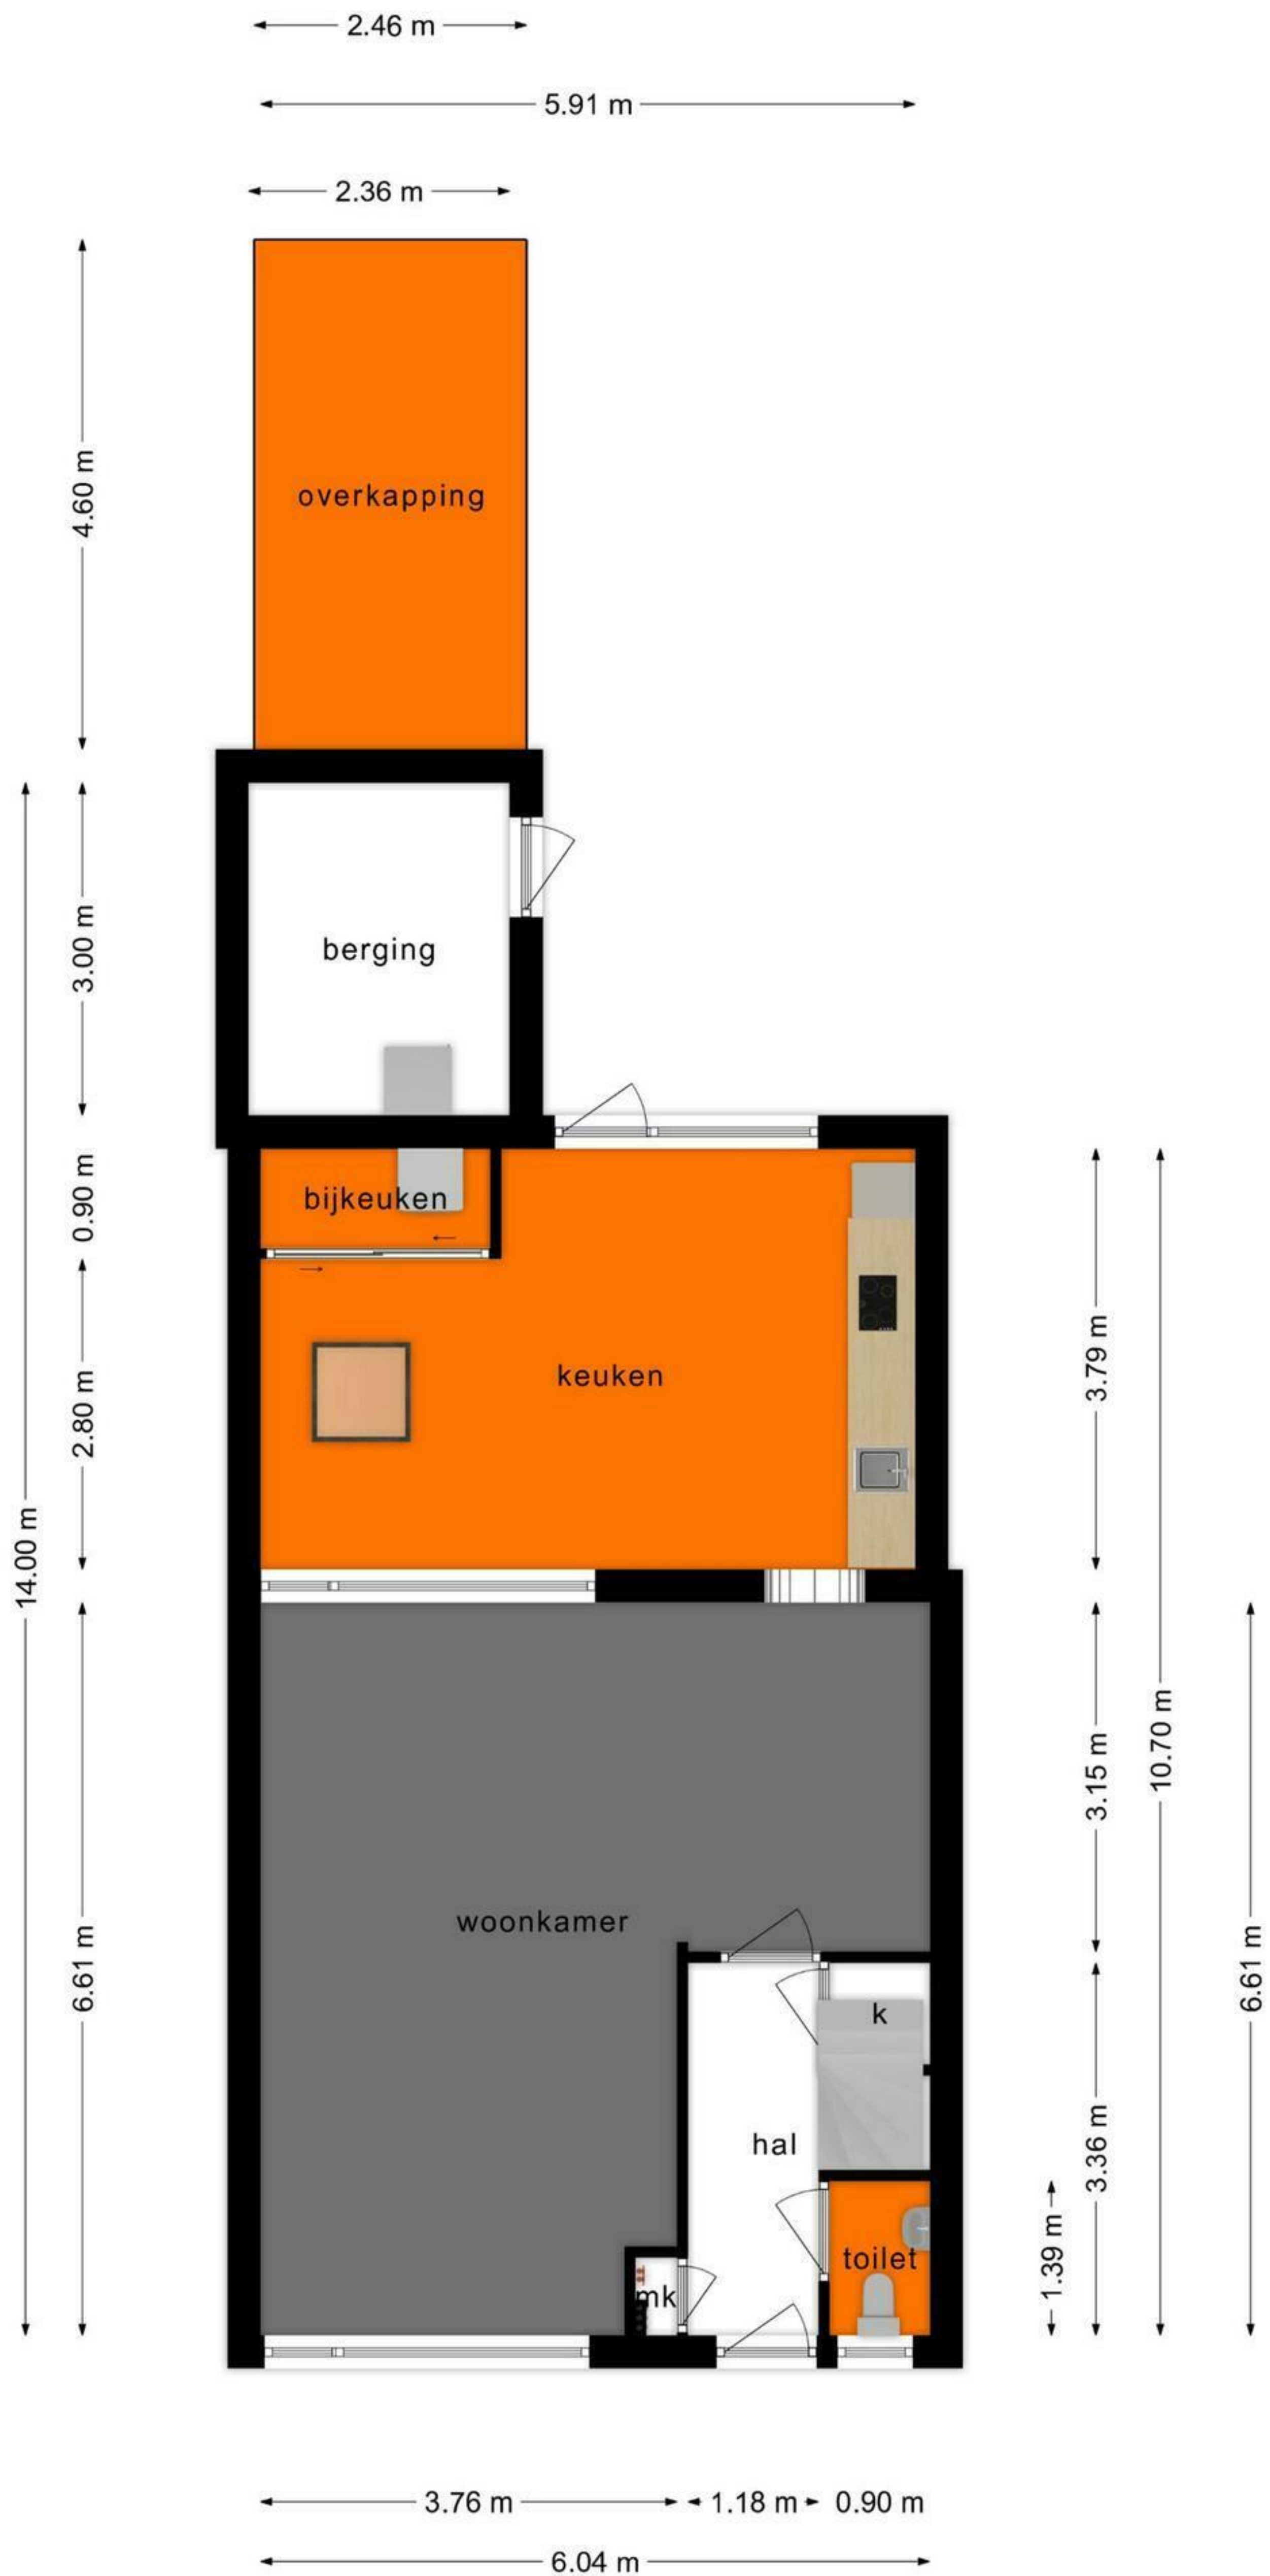 2.46 m
5.91 m
2.36 m
4.60 m
overkapping
3.00 m
berging
0.90 m
bijkeuken
3.79 m
2.80 m
keuken
14.00 m
10.70 m
3.15 m
woonkamer
6.61 m
6.61 m
k
hal
3.36 m
1.39 m
toilet
mk
3.76 m
1.18 m
0.90 m
6.04 m